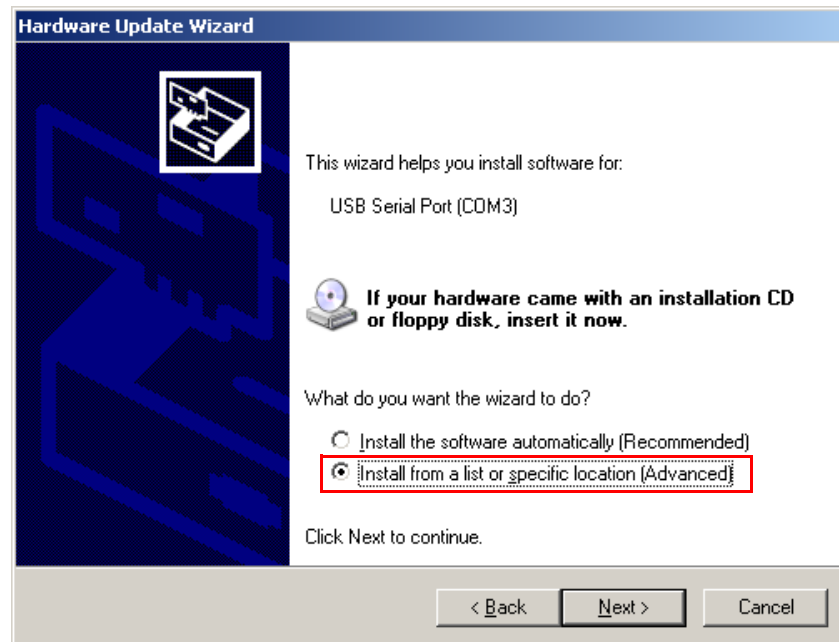 Hardware Update Wizard
This wizard helps you install software for:
USB Serial Port (COM3)
If your hardware came with an installation CD
or floppy disk, insert it now.
What do you want the wizard to do?
Install the software automatically (Recommended)
Install from a list or specific location (Advanced)
Click Next to continue.
< Back Next > Cancel